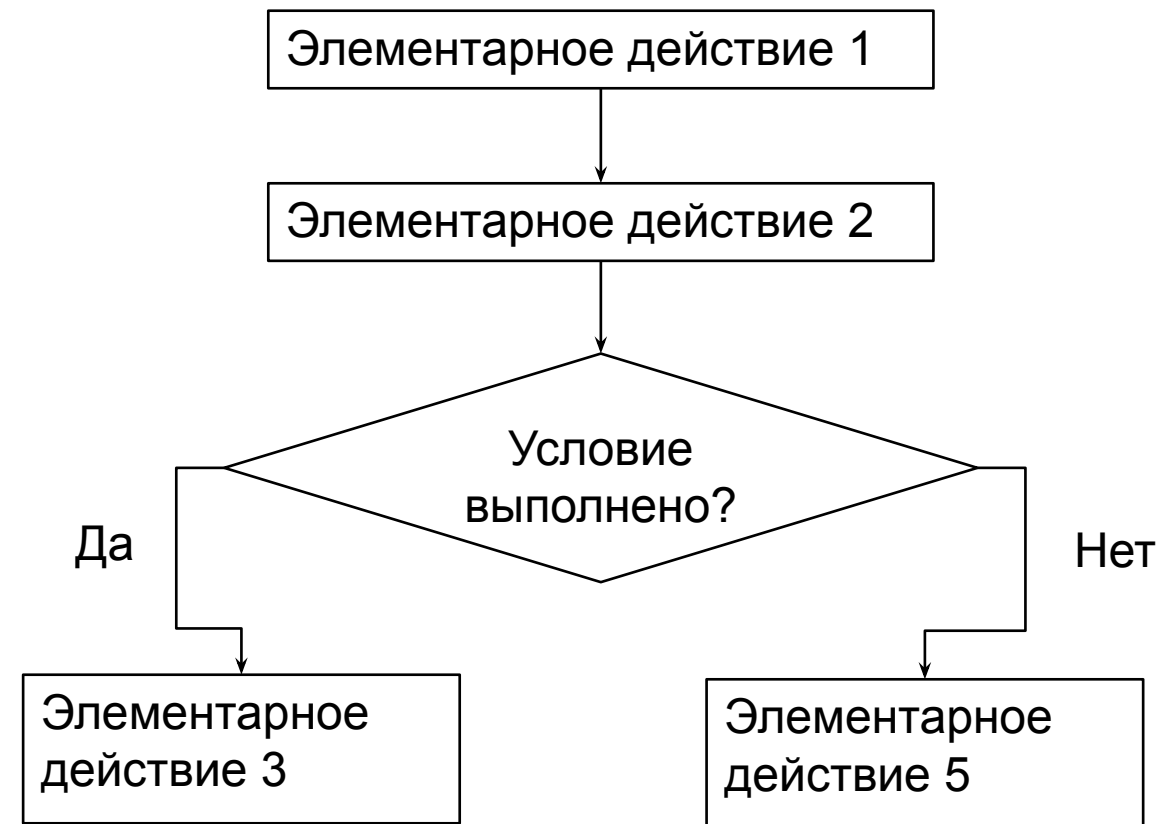 Элементарное действие 1
Элементарное действие 2
Условие
выполнено?
Да
Нет
Элементарное
действие 3
Элементарное
действие 5